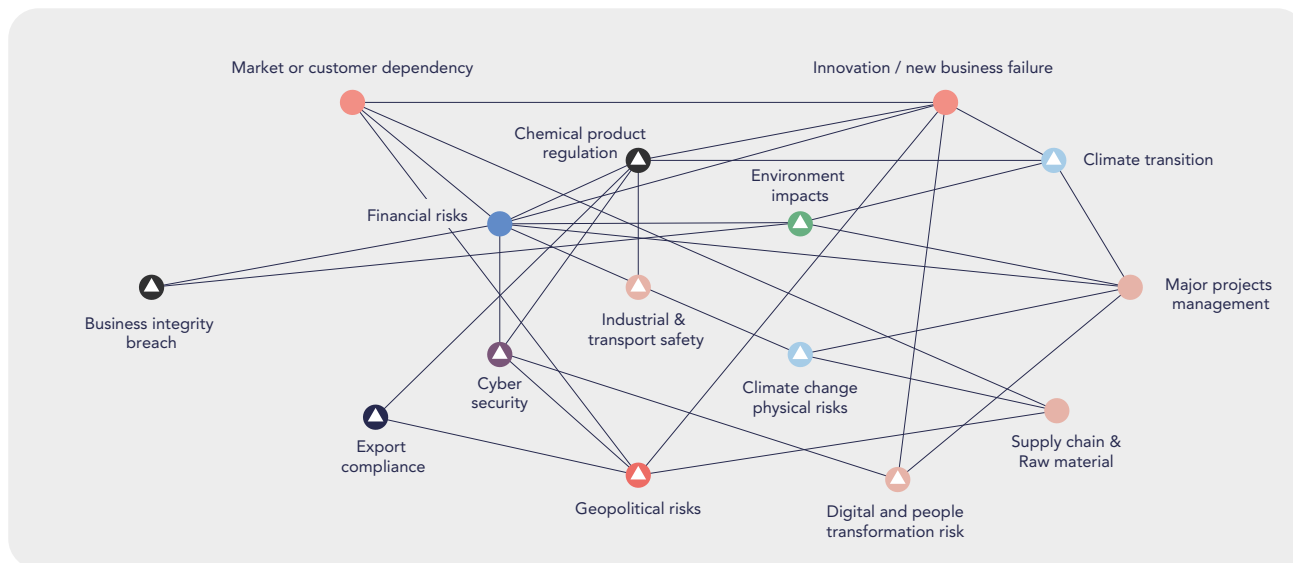 Market or customer dependency
Innovation / new business failure
Chemical product
regulation
Climate transition
Environment
impacts
Financial risks
Major projects
management
Business integrity
breach
Industrial &
transport safety
Cyber
security
Climate change
physical risks
Export
compliance
Supply chain &
Raw material
Geopolitical risks
Digital and people
transformation risk